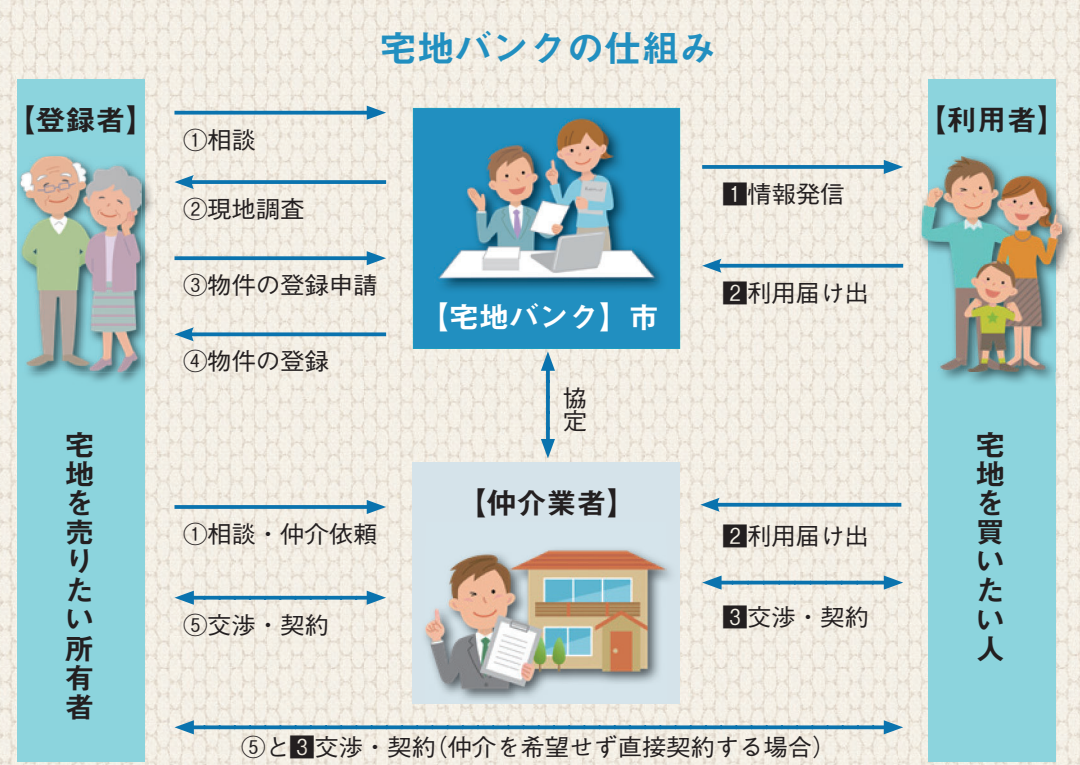 宅地バンクの仕組み
【登録者】
宅地を売りたい所有者
①相談
②現地調査
③物件の登録申請
④物件の登録
【宅地バンク】市
1情報発信
2利用届け出
【利用者】
宅地を買いたい人
協定
【仲介業者】
①相談・仲介依頼
⑤交渉・契約
2利用届け出
3交渉・契約
⑤と3交渉・契約(仲介を希望せず直接契約する場合)